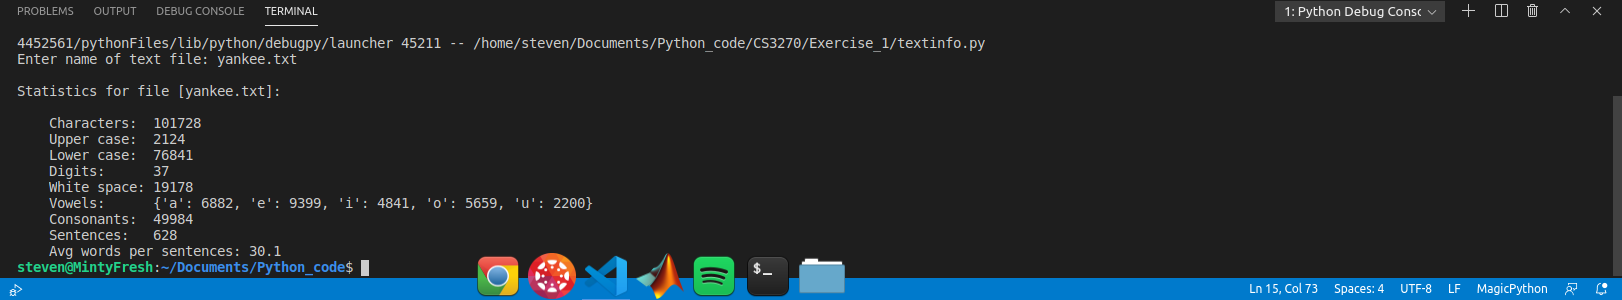 PROBLEMS OUTPUT DEBUG CONSOLE TERMINAL 1: Python Debug Consc
4452561/pythonFiles/lib/python/debugpy/launcher 45211 -- /home/steven/Documents/Python_code/CS3270/Exercise_1/textinfo.py
Enter name of text file: yankee.txt
Statistics for file [yankee.txt]:
Characters: 101728
Upper case: 2124
Lower case: 76841
Digits: 37
White space: 19178
Vowels: {'a': 6882, 'e': 9399, 'i': 4841, 'o': 5659, 'u': 2200}
Consonants: 49984
Sentences: 628
Avg words per sentences: 30.1
steven@MintyFresh:~/Documents/Python_code$
$_
Ln 15, Col 73 Spaces: 4 UTF-8 LF MagicPython